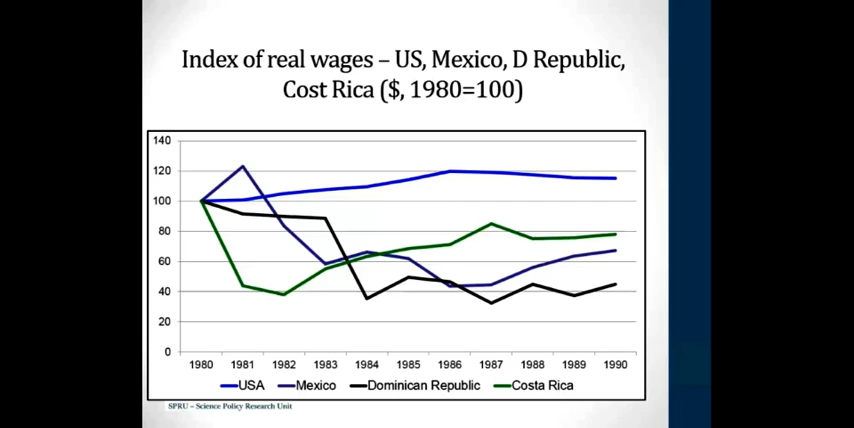 Index of real wages – US, Mexico, D Republic,
Cost Rica ($, 1980=100)
140
120
100
80
60
40
20
0
1980 1981 1982 1983 1984 1985 1986 1987 1988 1989 1990
USA Mexico Dominican Republic Costa Rica
SPRU – Science Policy Research Unit